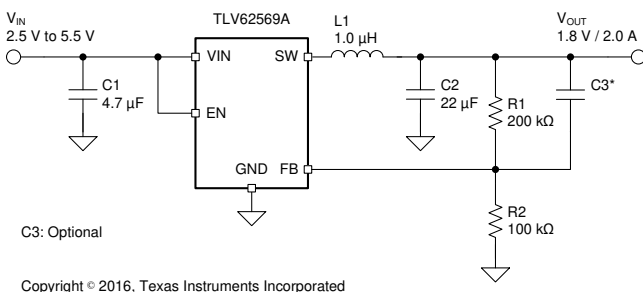 TLV62569A
V_IN
2.5 V to 5.5 V
L1
1.0 µH
V_OUT
1.8 V / 2.0 A
VIN
SW
C1
4.7 µF
EN
C2
22 µF
R1
200 kΩ
C3*
GND
FB
R2
100 kΩ
C3: Optional
Copyright © 2016, Texas Instruments Incorporated